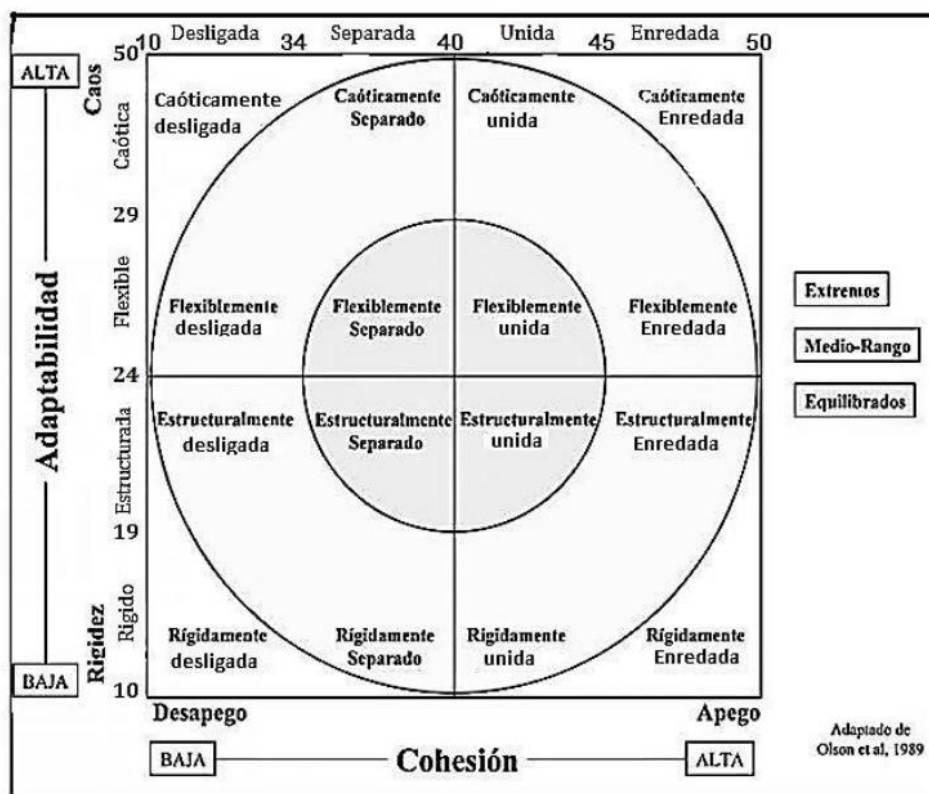 Desligada Separada Unida Enredada
10 34 40 45 50
50
ALTA
Caos
Caóticamente desligada
Caóticamente Separado
Caóticamente unida
Caóticamente Enredada
Caótica
29
Adaptabilidad
Flexible
Flexiblemente desligada
Flexiblemente Separado
Flexiblemente unida
Flexiblemente Enredada
Extremos
Medio-Rango
Equilibrados
24
Estructurada
Estructuralmente desligada
Estructuralmente Separado
Estructuralmente unida
Estructuralmente Enredada
19
Rígido
Rigidez
Rígidamente desligada
Rígidamente Separado
Rigidamente unida
Rígidamente Enredada
BAJA
10
Desapego Apego
BAJA Cohesión ALTA
Adaptado de
Olson et al, 1989